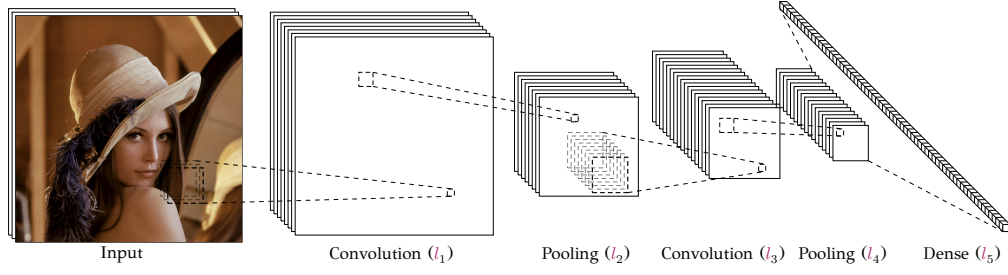 Input Convolution (l₁) Pooling (l₂) Convolution (l₃) Pooling (l₄) Dense (l₅)